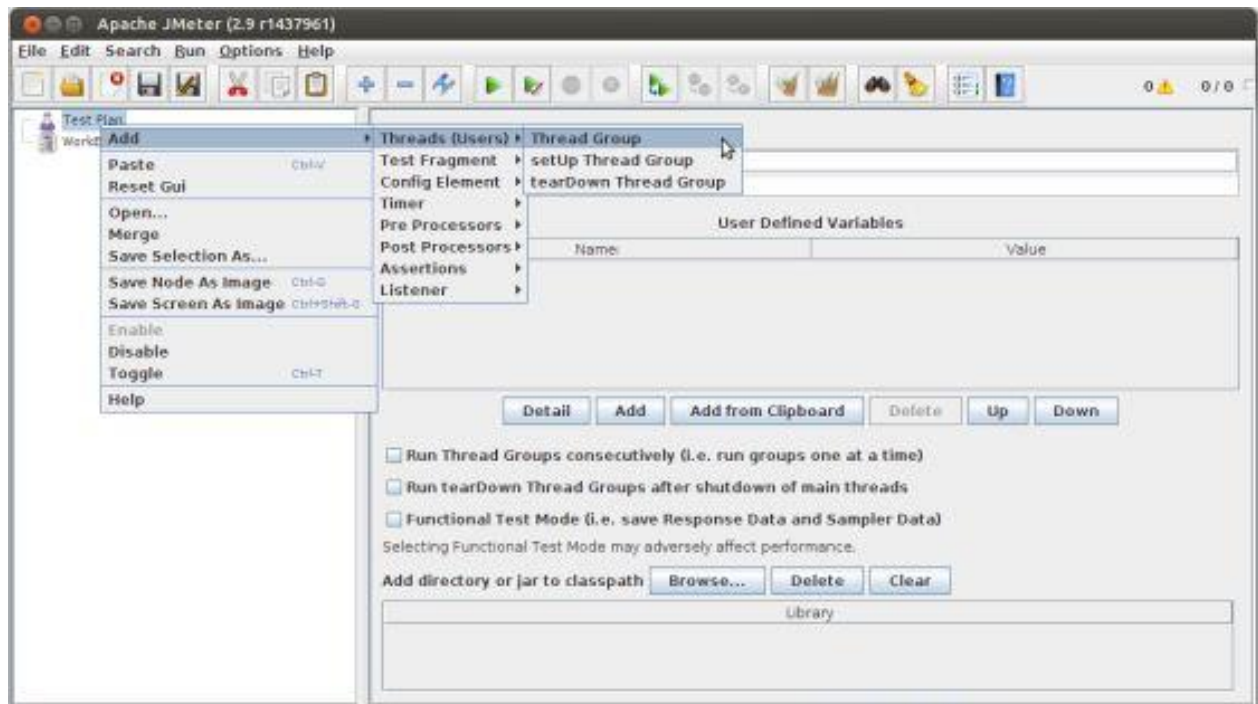 Apache JMeter (2.9 r1437961)
File Edit Search Run Options Help
0 0 / 0
Test Plan
Add
Paste Ctrl-V
Reset Gui
Open...
Merge
Save Selection As...
Save Node As Image Ctrl-G
Save Screen As Image Ctrl+Shift-G
Enable
Disable
Toggle Ctrl-T
Help
Threads (Users)
Test Fragment
Config Element
Timer
Pre Processors
Post Processors
Assertions
Listener
Thread Group
setUp Thread Group
tearDown Thread Group
User Defined Variables
Name: Value
Detail Add Add from Clipboard Delete Up Down
Run Thread Groups consecutively (i.e. run groups one at a time)
Run tearDown Thread Groups after shutdown of main threads
Functional Test Mode (i.e. save Response Data and Sampler Data)
Selecting Functional Test Mode may adversely affect performance.
Add directory or jar to classpath Browse... Delete Clear
Library